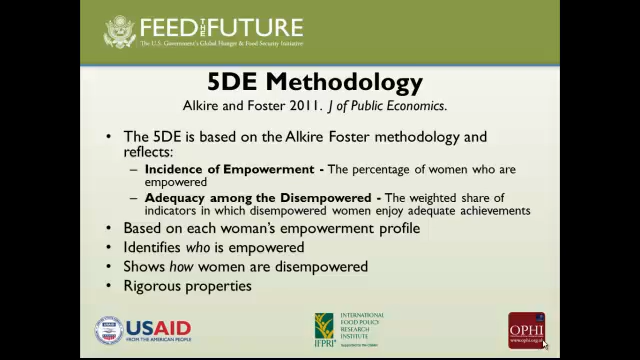 FEED THE FUTURE
The U.S. Government's Global Hunger & Food Security Initiative
5DE Methodology
Alkire and Foster 2011. J of Public Economics.
• The 5DE is based on the Alkire Foster methodology and
reflects:
– Incidence of Empowerment - The percentage of women who are
empowered
– Adequacy among the Disempowered - The weighted share of
indicators in which disempowered women enjoy adequate achievements
• Based on each woman's empowerment profile
• Identifies who is empowered
• Shows how women are disempowered
• Rigorous properties
USAID
FROM THE AMERICAN PEOPLE
IFPRI
INTERNATIONAL
FOOD POLICY
RESEARCH
INSTITUTE
OPHI
www.ophi.org.uk